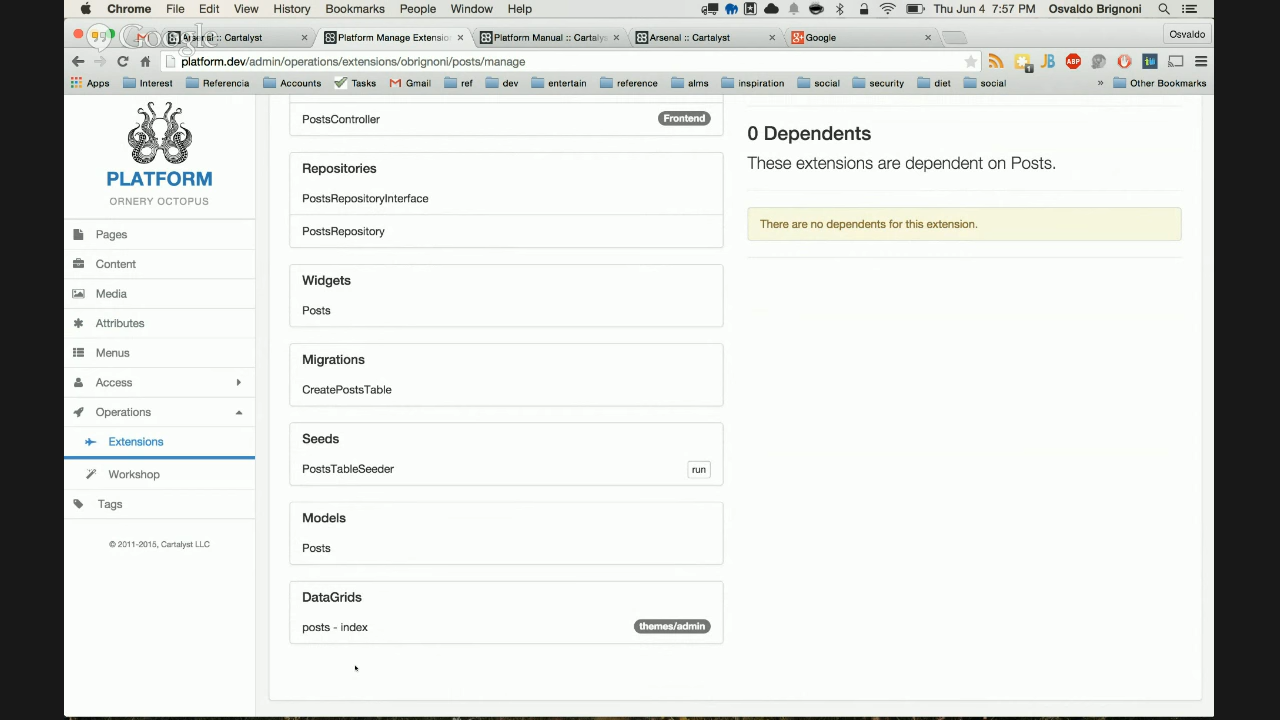 Chrome File Edit View History Bookmarks People Window Help Thu Jun 4 7:57 PM Osvaldo Brignoni
Google
Arsenal :: Cartalyst
Platform Manage Extensio
Platform Manual :: Cartalys
Arsenal :: Cartalyst
Google
Osvaldo
platform.dev/admin/operations/extensions/obrignoni/posts/manage
Apps Interest Referencia Accounts Tasks Gmail ref dev entertain reference alms inspiration social security diet social » Other Bookmarks
PLATFORM
ORNERY OCTOPUS
Pages
Content
Media
Attributes
Menus
Access
Operations
Extensions
Workshop
Tags
© 2011-2015, Cartalyst LLC
PostsController Frontend
Repositories
PostsRepositoryInterface
PostsRepository
Widgets
Posts
Migrations
CreatePostsTable
Seeds
PostsTableSeeder run
Models
Posts
DataGrids
posts - index themes/admin
0 Dependents
These extensions are dependent on Posts.
There are no dependents for this extension.